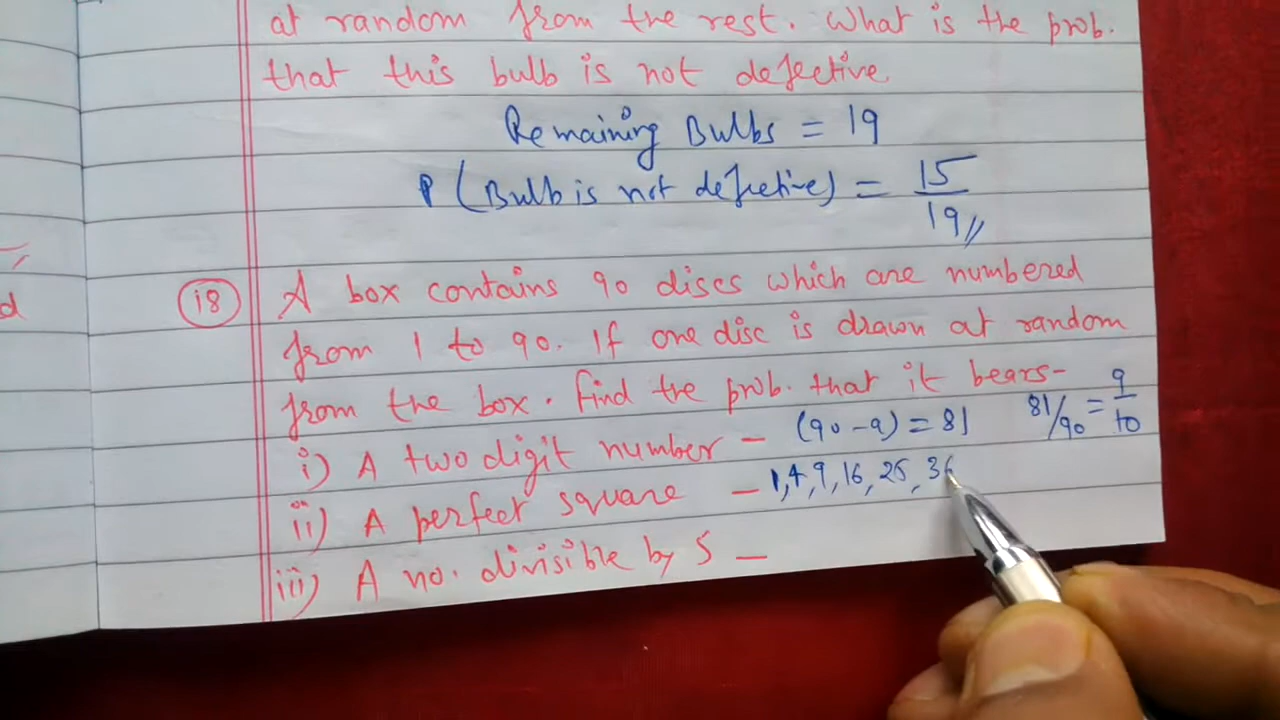 at random from the rest. What is the prob.
that this bulb is not defective
Remaining Bulbs = 19
P (Bulb is not defective) = 15/19 //
d
18 A box contains 90 discs which are numbered
from 1 to 90. If one disc is drawn at random
from the box. Find the prob. that it bears-
i) A two digit number - (90-9) = 81 81/90 = 9/10
ii) A perfect square - 1, 4, 9, 16, 25, 36
iii) A no. divisible by 5 -